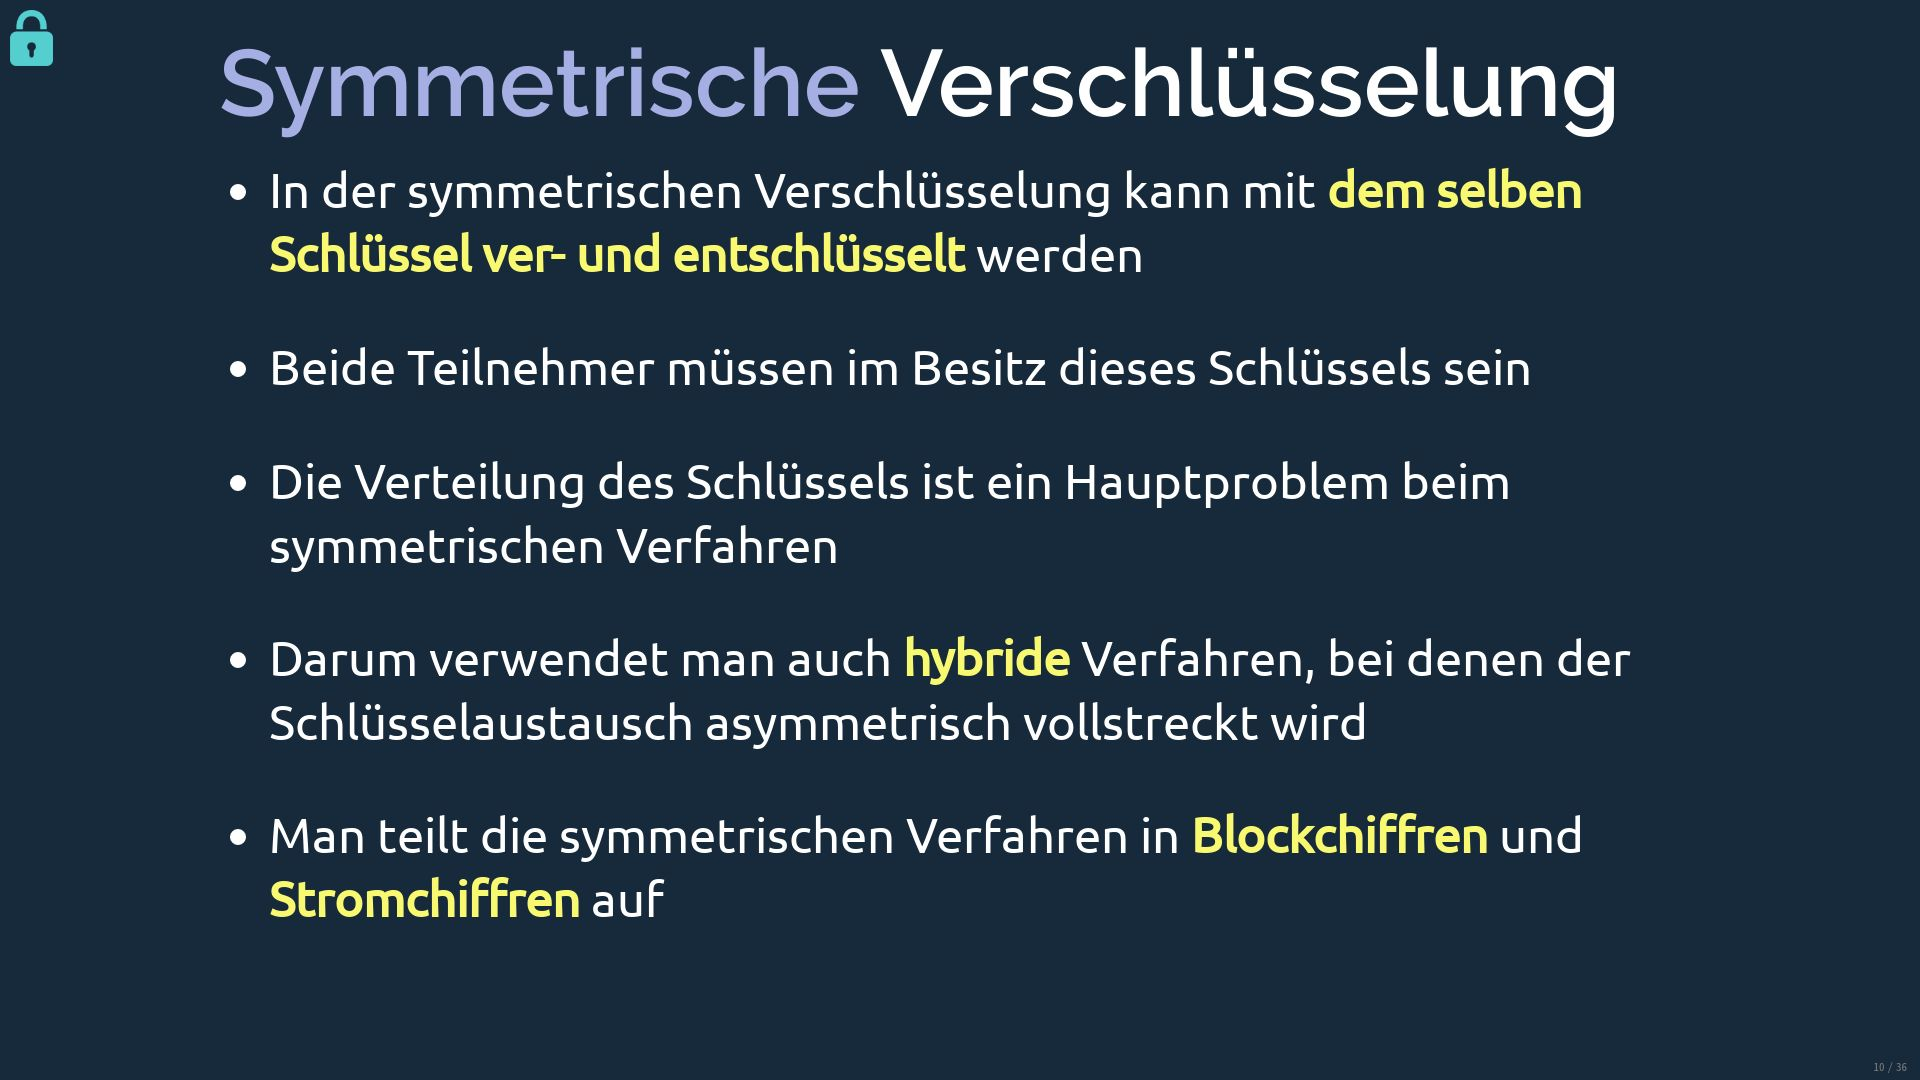 Symmetrische Verschlüsselung
• In der symmetrischen Verschlüsselung kann mit dem selben
Schlüssel ver- und entschlüsselt werden
• Beide Teilnehmer müssen im Besitz dieses Schlüssels sein
• Die Verteilung des Schlüssels ist ein Hauptproblem beim
symmetrischen Verfahren
• Darum verwendet man auch hybride Verfahren, bei denen der
Schlüsselaustausch asymmetrisch vollstreckt wird
• Man teilt die symmetrischen Verfahren in Blockchiffren und
Stromchiffren auf
10 / 36